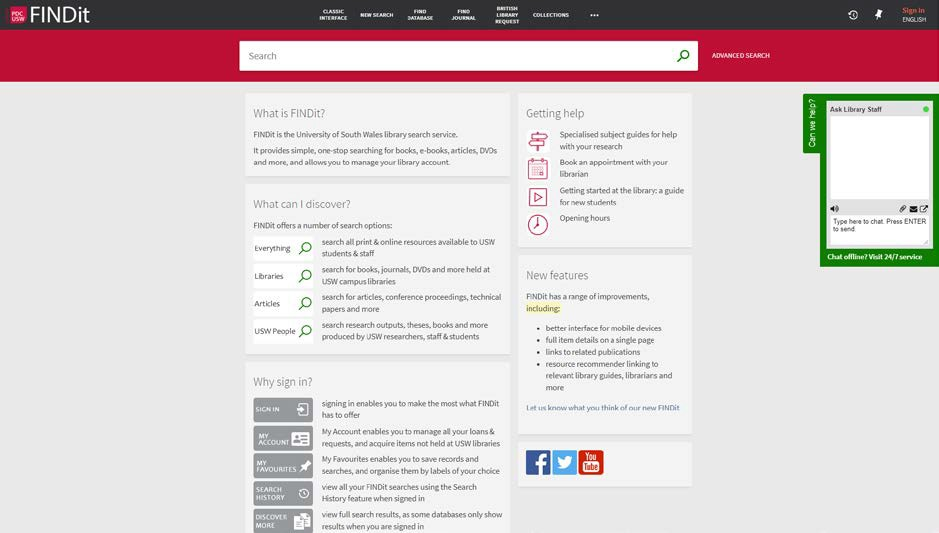 PDC
USW
FINDit
CLASSIC
INTERFACE
NEW SEARCH
FIND
DATABASE
FIND
JOURNAL
BRITISH
LIBRARY
REQUEST
COLLECTIONS
•••
Sign in
ENGLISH
Search
ADVANCED SEARCH
What is FINDit?
FINDit is the University of South Wales library search service.
It provides simple, one-stop searching for books, e-books, articles, DVDs
and more, and allows you to manage your library account.
What can I discover?
FINDit offers a number of search options:
Everything
search all print & online resources available to USW
students & staff
Libraries
search for books, journals, DVDs and more held at
USW campus libraries
Articles
search for articles, conference proceedings, technical
papers and more
USW People
search research outputs, theses, books and more
produced by USW researchers, staff & students
Why sign in?
SIGN IN
signing in enables you to make the most what FINDit
has to offer
MY
ACCOUNT
My Account enables you to manage all your loans &
requests, and acquire items not held at USW libraries
MY
FAVOURITES
My Favourites enables you to save records and
searches, and organise them by labels of your choice
SEARCH
HISTORY
view all your FINDit searches using the Search
History feature when signed in
DISCOVER
MORE
view full search results, as some databases only show
results when you are signed in
Getting help
Specialised subject guides for help
with your research
Book an appointment with your
librarian
Getting started at the library: a guide
for new students
Opening hours
New features
FINDit has a range of improvements,
including:
• better interface for mobile devices
• full item details on a single page
• links to related publications
• resource recommender linking to
relevant library guides, librarians and
more
Let us know what you think of our new FINDit
You
Tube
Can we help?
Ask Library Staff
Type here to chat. Press ENTER
to send.
Chat offline? Visit 24/7 service